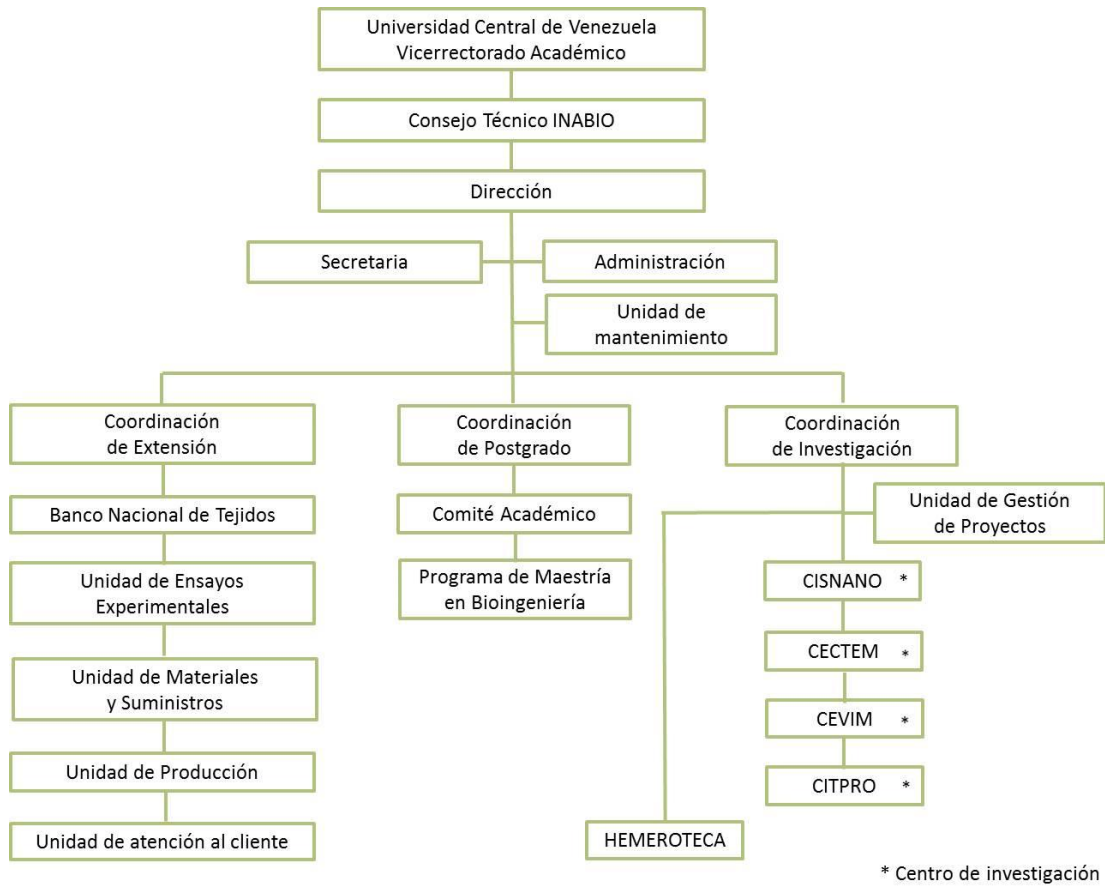 Universidad Central de Venezuela
Vicerrectorado Académico
Consejo Técnico INABIO
Dirección
Secretaria
Administración
Unidad de
mantenimiento
Coordinación
de Extensión
Banco Nacional de Tejidos
Unidad de Ensayos
Experimentales
Unidad de Materiales
y Suministros
Unidad de Producción
Unidad de atención al cliente
Coordinación
de Postgrado
Comité Académico
Programa de Maestría
en Bioingeniería
Coordinación
de Investigación
Unidad de Gestión
de Proyectos
CISNANO *
CECTEM *
CEVIM *
CITPRO *
HEMEROTECA
* Centro de investigación